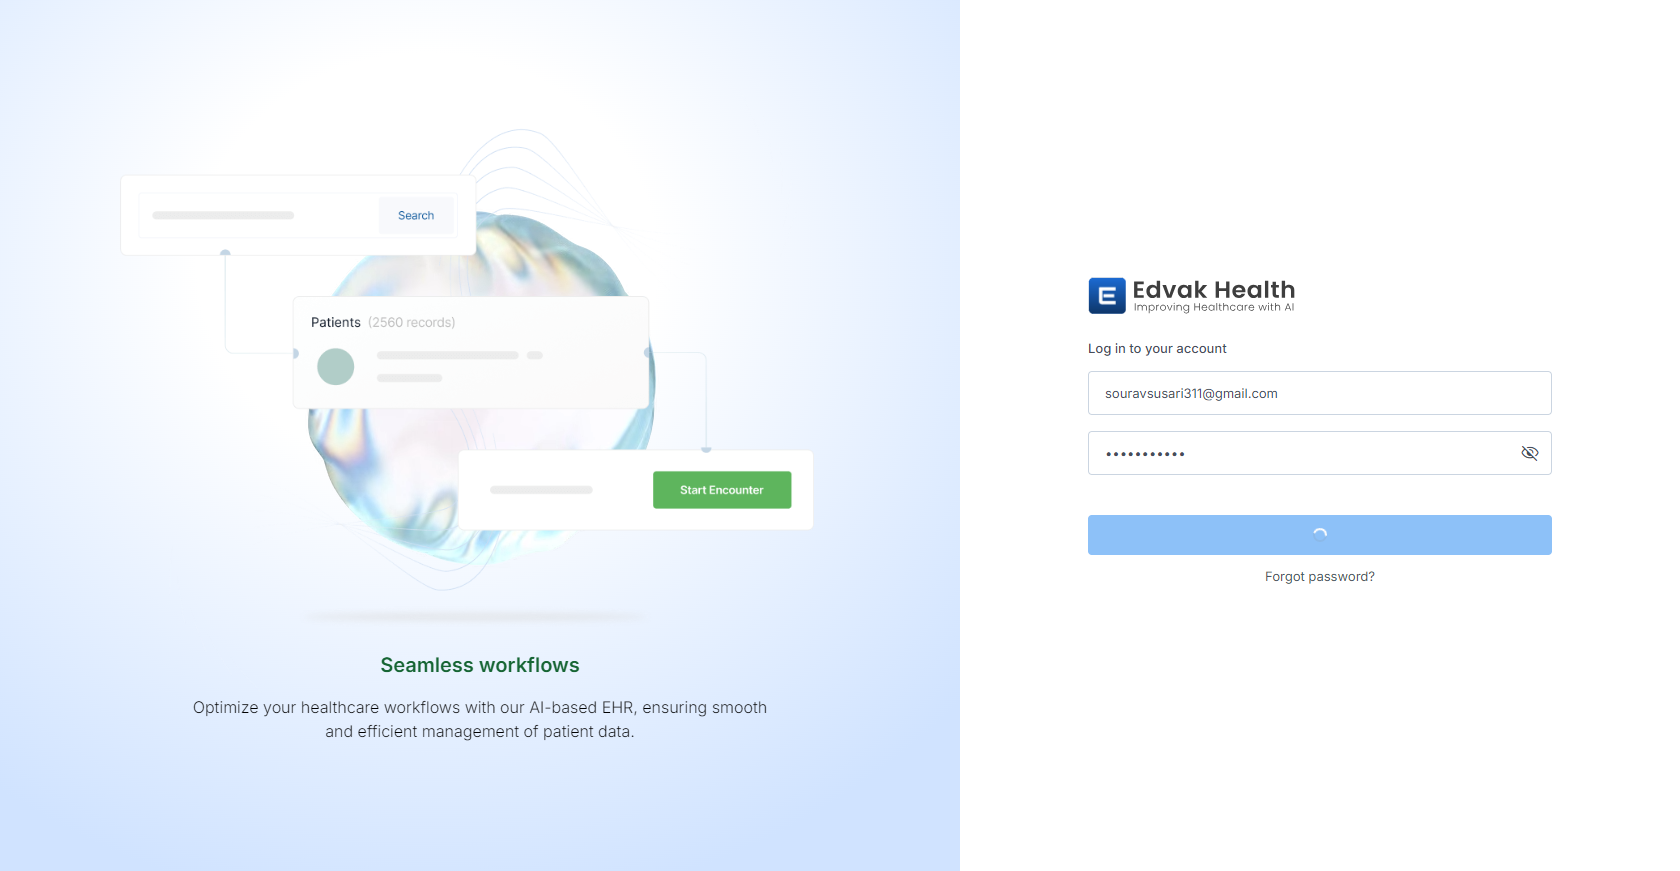 Search
Patients (2560 records)
Start Encounter
Seamless workflows
Optimize your healthcare workflows with our AI-based EHR, ensuring smooth
and efficient management of patient data.
E
Edvak Health
Improving Healthcare with AI
Log in to your account
souravsusari311@gmail.com
•••••••••••
Forgot password?